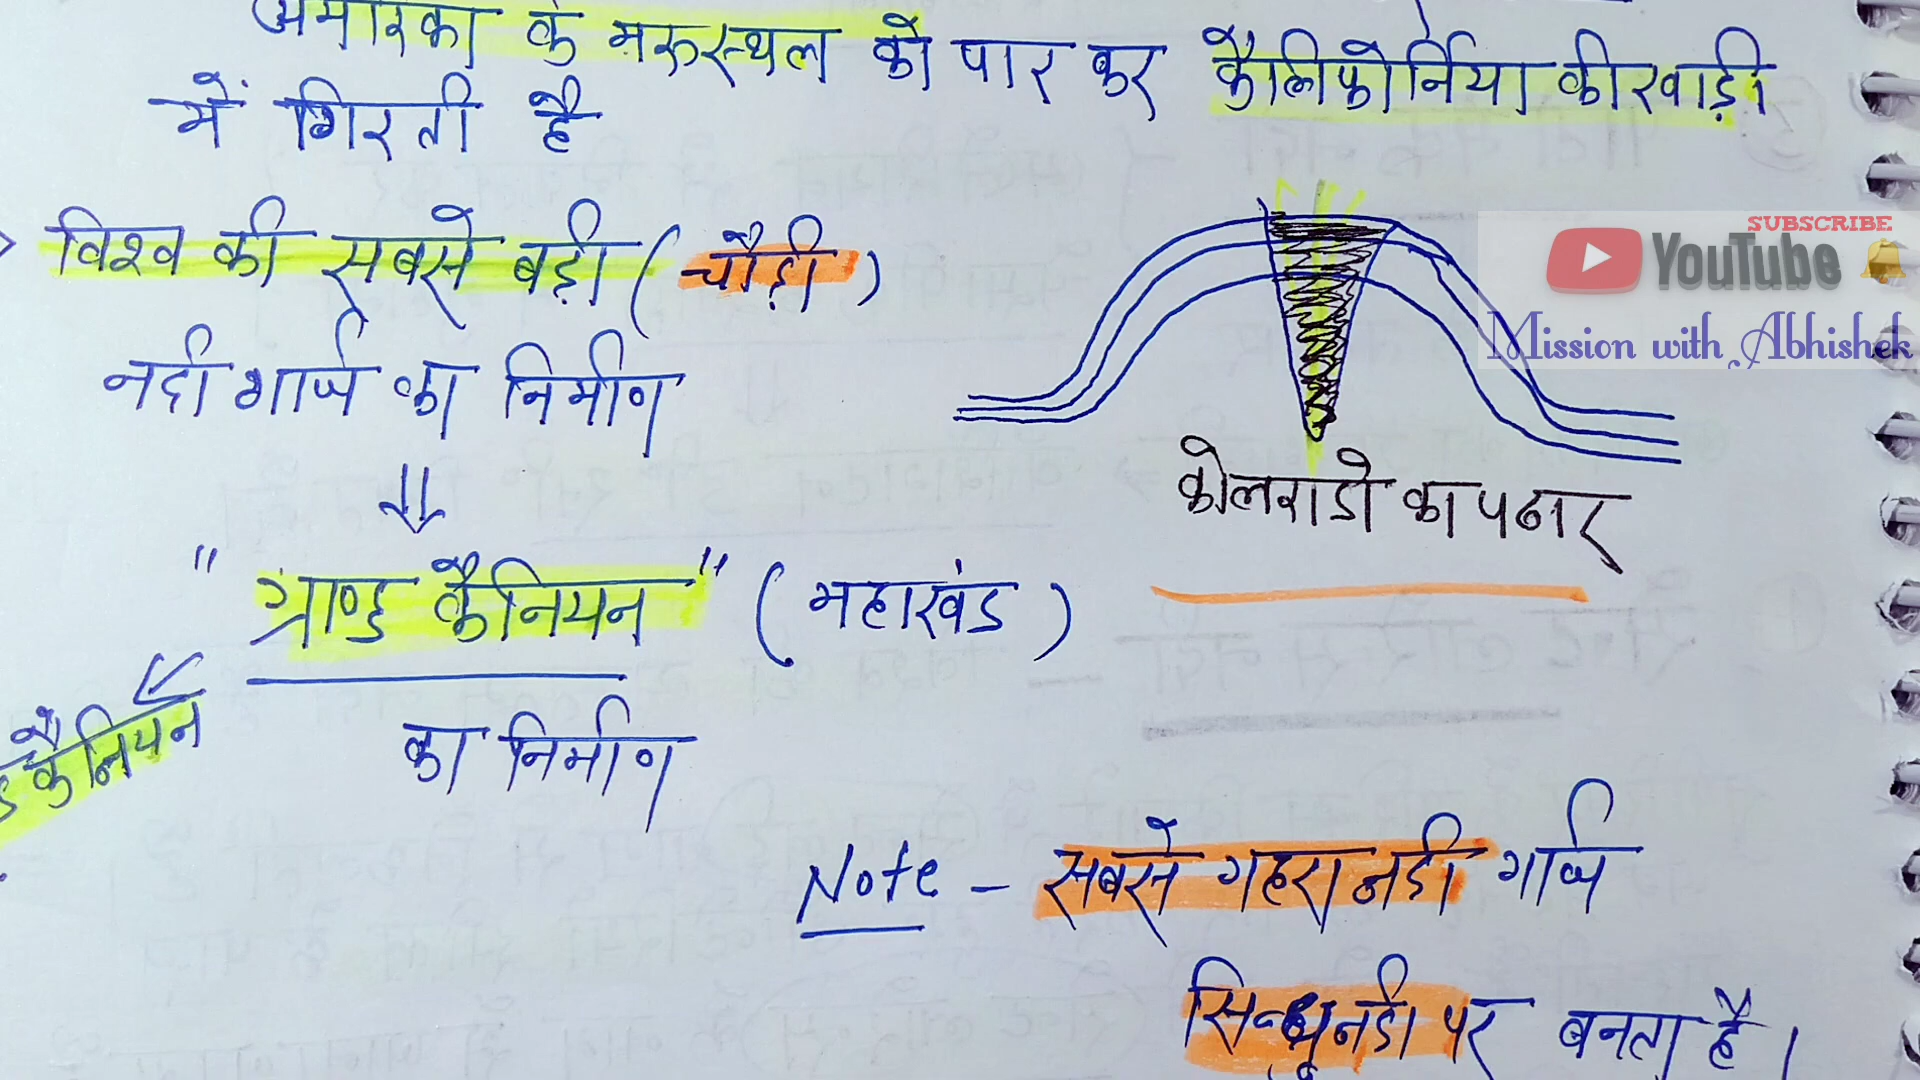 अमेरिका के मरुस्थल को पार कर कैलिफोर्निया की खाड़ी
में गिरती है
विश्व की सबसे बड़ी (चौड़ी)
नदी गार्ज का निर्माण
"ग्राण्ड कैनियन" (महाखंड)
का निर्माण
कैनियन
कोलराडो का पठार
Note - सबसे गहरा नदी गार्ज
सिन्धू नदी पर बनता है।
SUBSCRIBE
YouTube
Mission with Abhishek